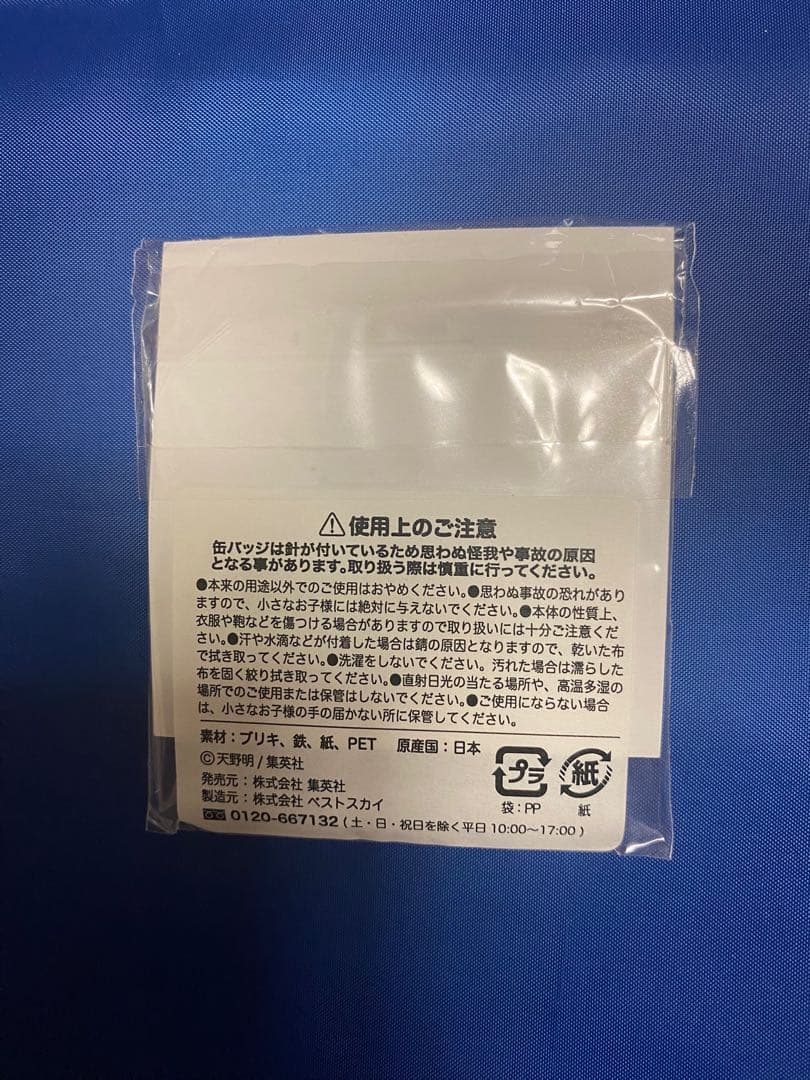 ⚠使用上のご注意
缶バッジは針が付いているため思わぬ怪我や事故の原因
となる事があります。取り扱う際は慎重に行ってください。
●本来の用途以外でのご使用はおやめください。●思わぬ事故の恐れがあり
ますので、小さなお子様には絶対に与えないでください。●本体の性質上、
衣服や鞄などを傷つける場合がありますので取り扱いには十分ご注意くだ
さい。●汗や水滴などが付着した場合は錆の原因となりますので、乾いた布
で拭き取ってください。●洗濯をしないでください。汚れた場合は濡らした
布を固く絞り拭き取ってください。●直射日光の当たる場所や、高温多湿の
場所でのご使用または保管はしないでください。●ご使用にならない場合
は、小さなお子様の手の届かない所に保管してください。
素材：ブリキ、鉄、紙、PET 原産国：日本
©天野明/集英社
発売元：株式会社 集英社
製造元：株式会社 ベストスカイ
0120-667132(土・日・祝日を除く平日10:00〜17:00)
プラ
袋：PP
紙
紙